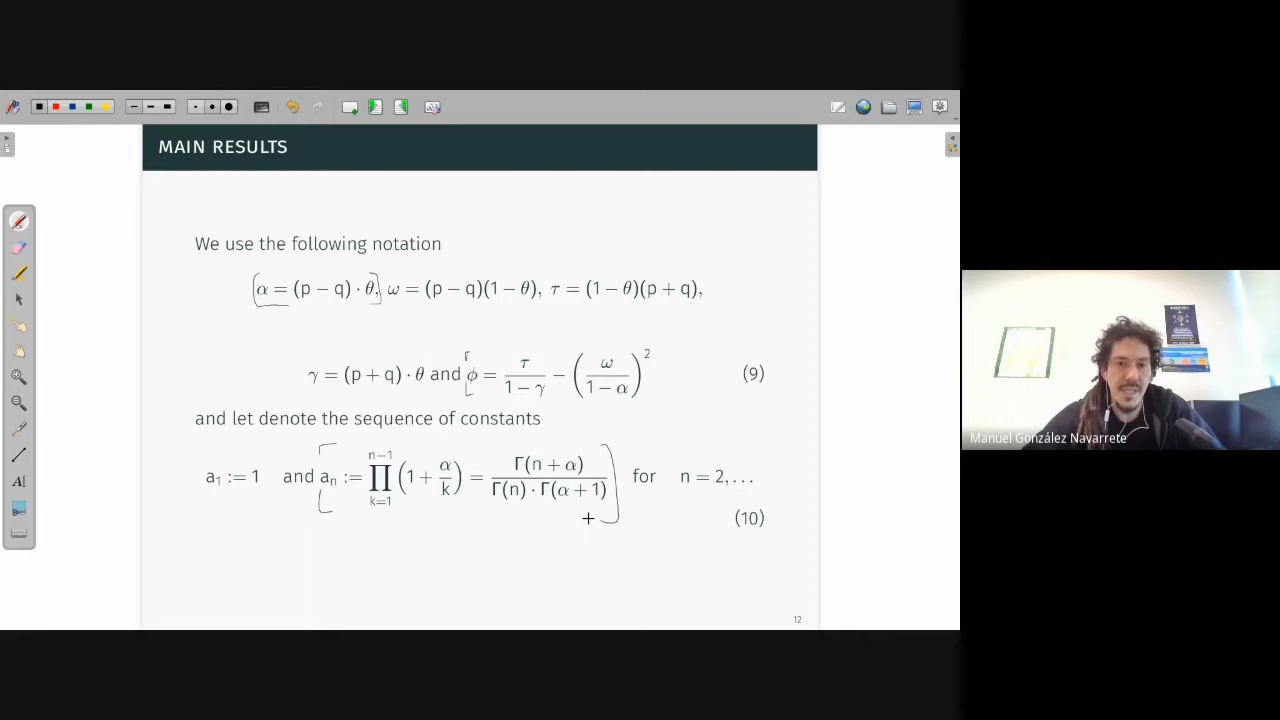 MAIN RESULTS
We use the following notation
α = (p − q) · θ, ω = (p − q)(1 − θ), τ = (1 − θ)(p + q),
γ = (p + q) · θ and ϕ = τ/(1 − γ) − (ω/(1 − α))² (9)
and let denote the sequence of constants
a₁ := 1 and aₙ := ∏ₖ₌₁ⁿ⁻¹ (1 + α/k) = Γ(n + α)/(Γ(n) · Γ(α + 1)) for n = 2, . . .
(10)
12
Manuel González Navarrete